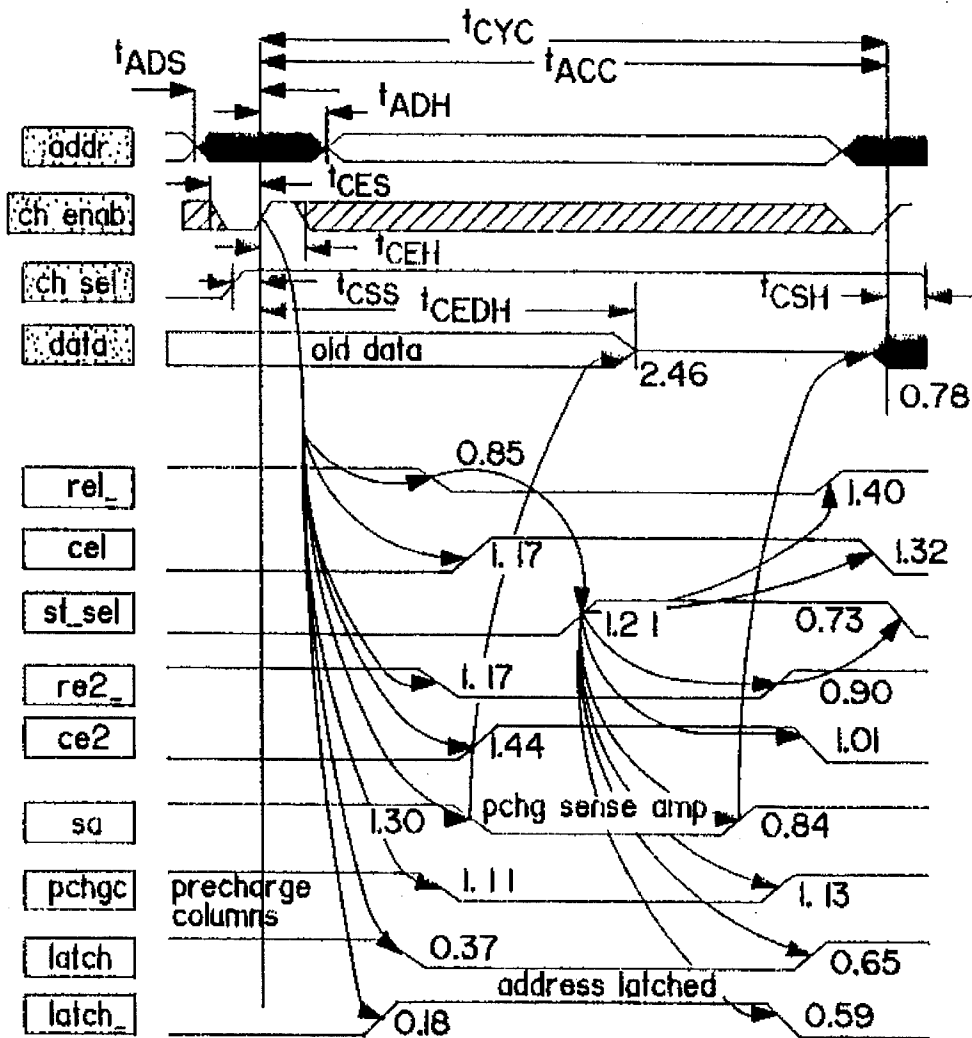 tCYC
tADS
tACC
tADH
addr
tCES
ch enab
tCEH
ch sel
tCSS
tCEDH
tCSH
data
old data
2.46
0.78
0.85
rel_
1.40
cel
1.17
1.32
st_sel
1.21
0.73
re2_
1.17
0.90
ce2
1.44
1.01
sa
1.30
pchg sense amp
0.84
pchgc
precharge
columns
1.11
1.13
latch
0.37
0.65
address latched
latch_
0.18
0.59